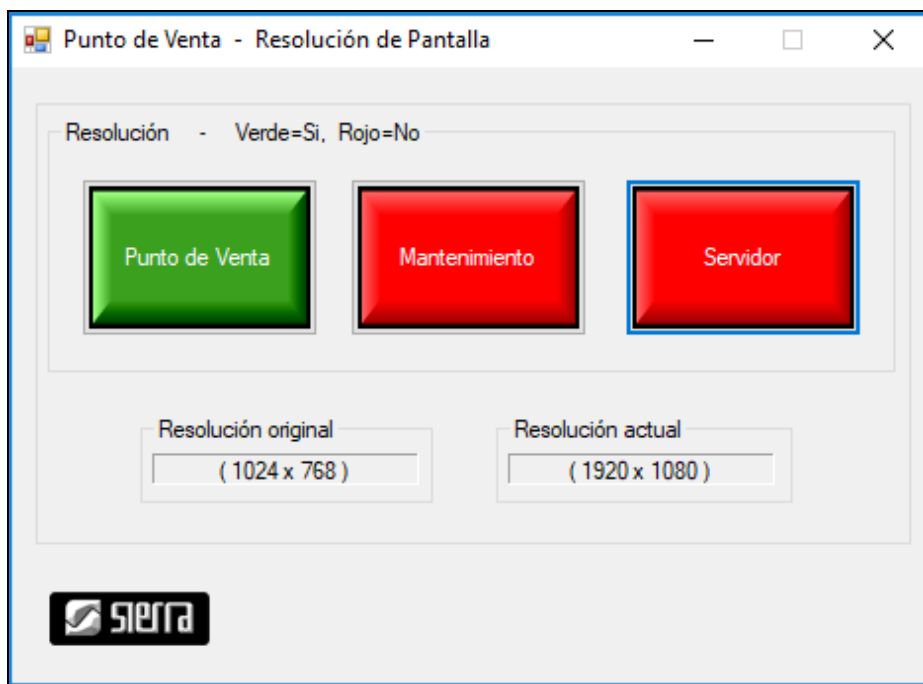 Punto de Venta - Resolución de Pantalla
Resolución - Verde=Si, Rojo=No
Punto de Venta Mantenimiento Servidor
Resolución original Resolución actual
( 1024 x 768 ) ( 1920 x 1080 )
sierra